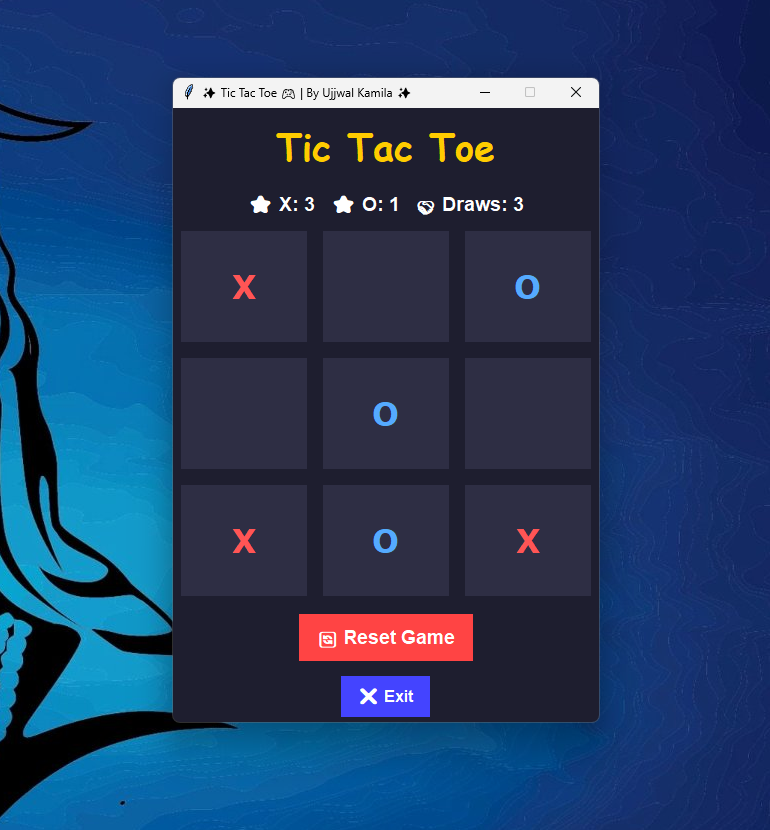 ✨ Tic Tac Toe 🎮 | By Ujjwal Kamila ✨
Tic Tac Toe
X: 3 O: 1 Draws: 3
X O
O
X O X
Reset Game
Exit